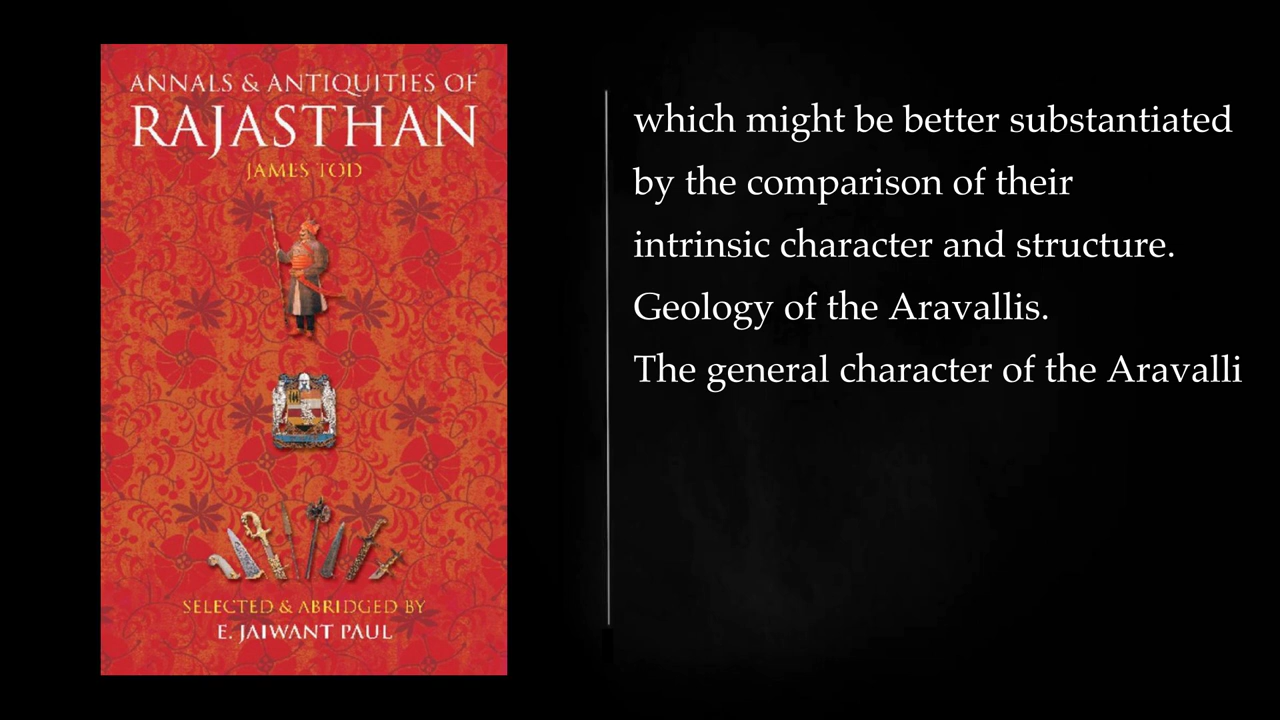 ANNALS & ANTIQUITIES OF
RAJASTHAN
JAMES TOD
SELECTED & ABRIDGED BY
E. JAIWANT PAUL
which might be better substantiated
by the comparison of their
intrinsic character and structure.
Geology of the Aravallis.
The general character of the Aravalli